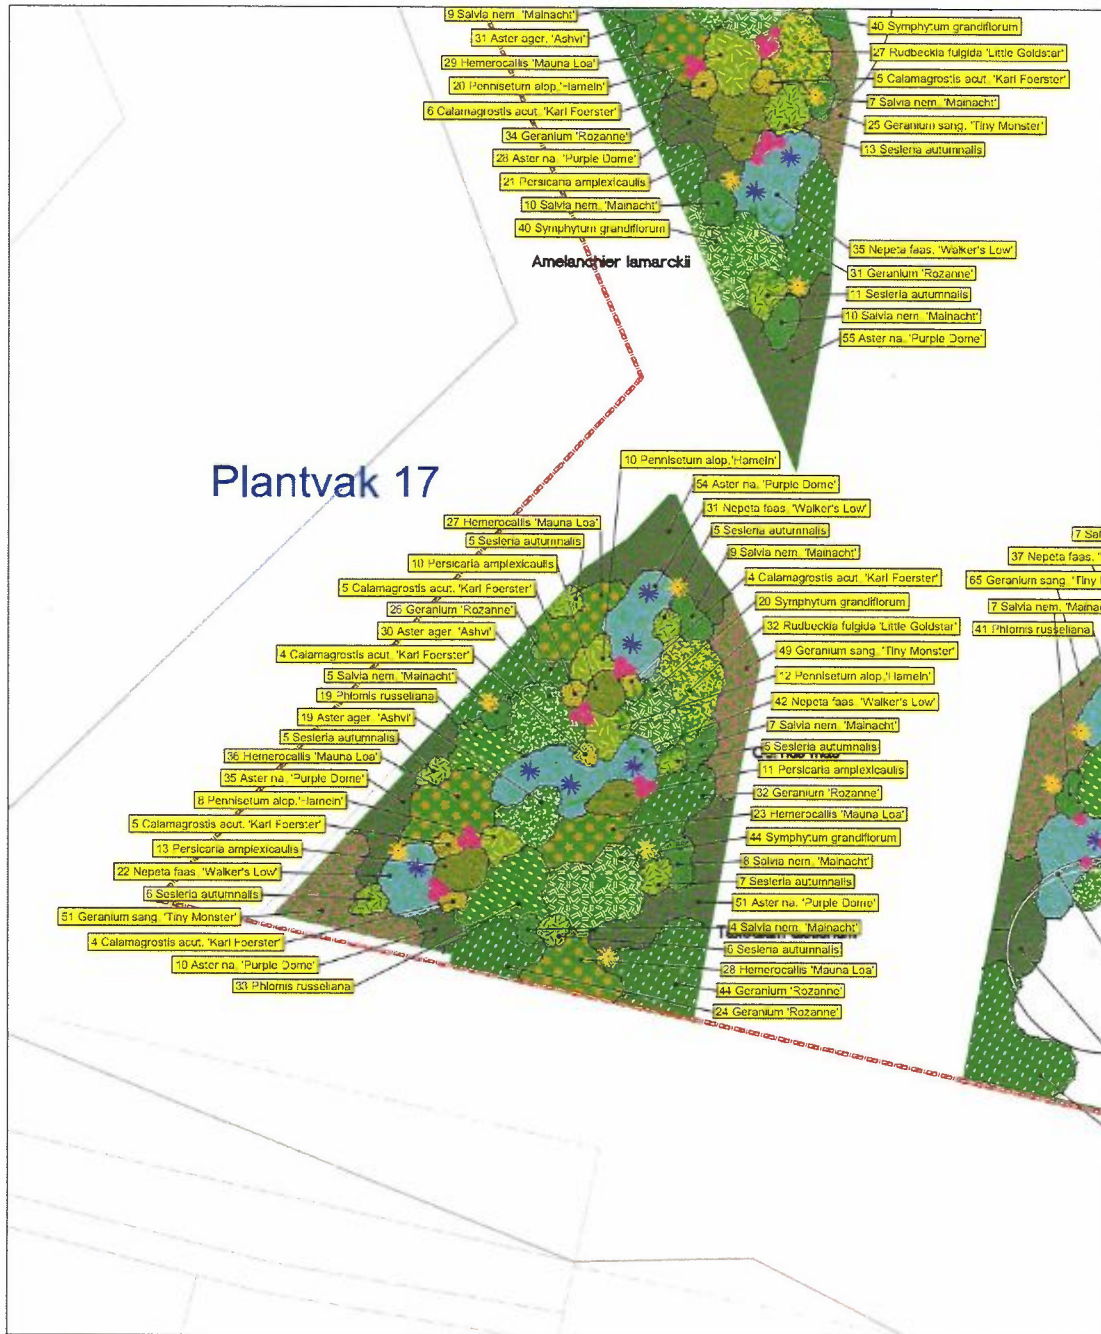 9 Salvia nem. 'Mainacht'
31 Aster ager. 'Ashvi'
29 Hemerocallis 'Mauna Loa'
20 Pennisetum alop.'Hameln'
6 Calamagrostis acut. 'Karl Foerster'
34 Geranium 'Rozanne'
28 Aster na. 'Purple Dome'
21 Persicaria amplexicaulis
10 Salvia nem. 'Mainacht'
40 Symphytum grandiflorum
Amelanchier lamarckii
40 Symphytum grandiflorum
27 Rudbeckia fulgida 'Little Goldstar'
5 Calamagrostis acut. 'Karl Foerster'
7 Salvia nem. 'Mainacht'
25 Geranium sang. 'Tiny Monster'
13 Sesleria autumnalis
35 Nepeta faas. 'Walker's Low'
31 Geranium 'Rozanne'
11 Sesleria autumnalis
10 Salvia nem. 'Mainacht'
55 Aster na. 'Purple Dome'
Plantvak 17
10 Pennisetum alop.'Hameln'
54 Aster na. 'Purple Dome'
31 Nepeta faas. 'Walker's Low'
5 Sesleria autumnalis
9 Salvia nem. 'Mainacht'
4 Calamagrostis acut. 'Karl Foerster'
20 Symphytum grandiflorum
32 Rudbeckia fulgida 'Little Goldstar'
49 Geranium sang. 'Tiny Monster'
12 Pennisetum alop.'Hameln'
42 Nepeta faas. 'Walker's Low'
7 Salvia nem. 'Mainacht'
5 Sesleria autumnalis
11 Persicaria amplexicaulis
32 Geranium 'Rozanne'
23 Hemerocallis 'Mauna Loa'
44 Symphytum grandiflorum
8 Salvia nem. 'Mainacht'
7 Sesleria autumnalis
51 Aster na. 'Purple Dome'
4 Salvia nem. 'Mainacht'
6 Sesleria autumnalis
28 Hemerocallis 'Mauna Loa'
44 Geranium 'Rozanne'
24 Geranium 'Rozanne'
27 Hemerocallis 'Mauna Loa'
5 Sesleria autumnalis
10 Persicaria amplexicaulis
5 Calamagrostis acut. 'Karl Foerster'
26 Geranium 'Rozanne'
30 Aster ager. 'Ashvi'
4 Calamagrostis acut. 'Karl Foerster'
5 Salvia nem. 'Mainacht'
19 Phlomis russeliana
19 Aster ager. 'Ashvi'
5 Sesleria autumnalis
36 Hemerocallis 'Mauna Loa'
35 Aster na. 'Purple Dome'
8 Pennisetum alop.'Hameln'
5 Calamagrostis acut. 'Karl Foerster'
13 Persicaria amplexicaulis
22 Nepeta faas. 'Walker's Low'
6 Sesleria autumnalis
51 Geranium sang. 'Tiny Monster'
4 Calamagrostis acut. 'Karl Foerster'
10 Aster na. 'Purple Dome'
33 Phlomis russeliana
7 Sal
37 Nepeta faas. '
65 Geranium sang. 'Tiny
7 Salvia nem. 'Mainac
41 Phlomis russeliana